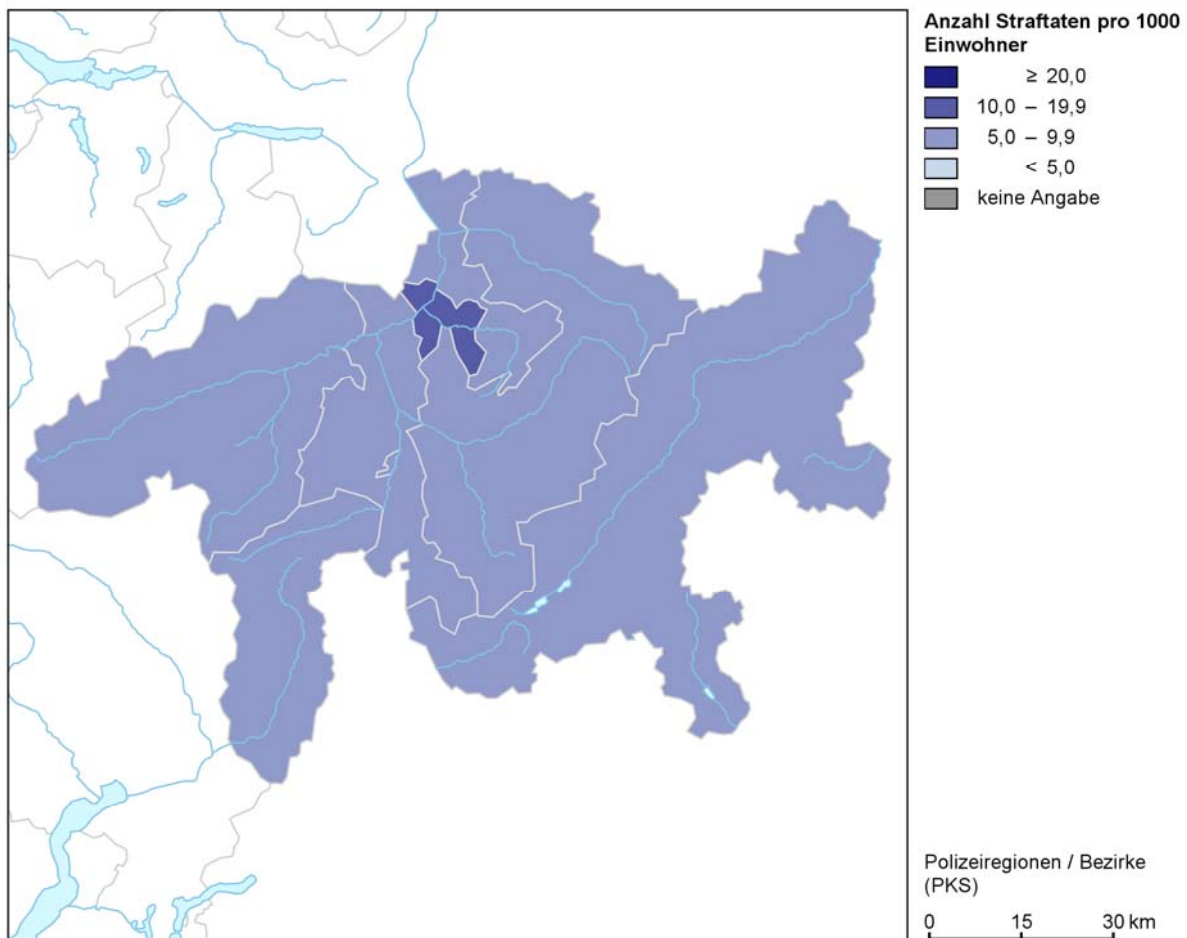 Anzahl Straftaten pro 1000
Einwohner
≥ 20,0
10,0 – 19,9
5,0 – 9,9
< 5,0
keine Angabe
Polizeiregionen / Bezirke
(PKS)
0 15 30 km